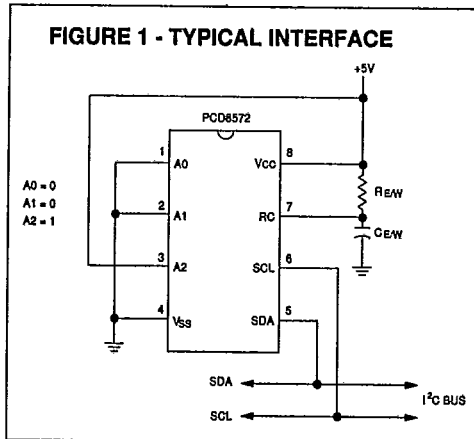 FIGURE 1 - TYPICAL INTERFACE
+5V
PCD8572
1 A0 VCC 8
A0 = 0
A1 = 0
A2 = 1
RE/W
2 A1 RC 7
CE/W
3 A2 SCL 6
4 VSS SDA 5
SDA
I²C BUS
SCL